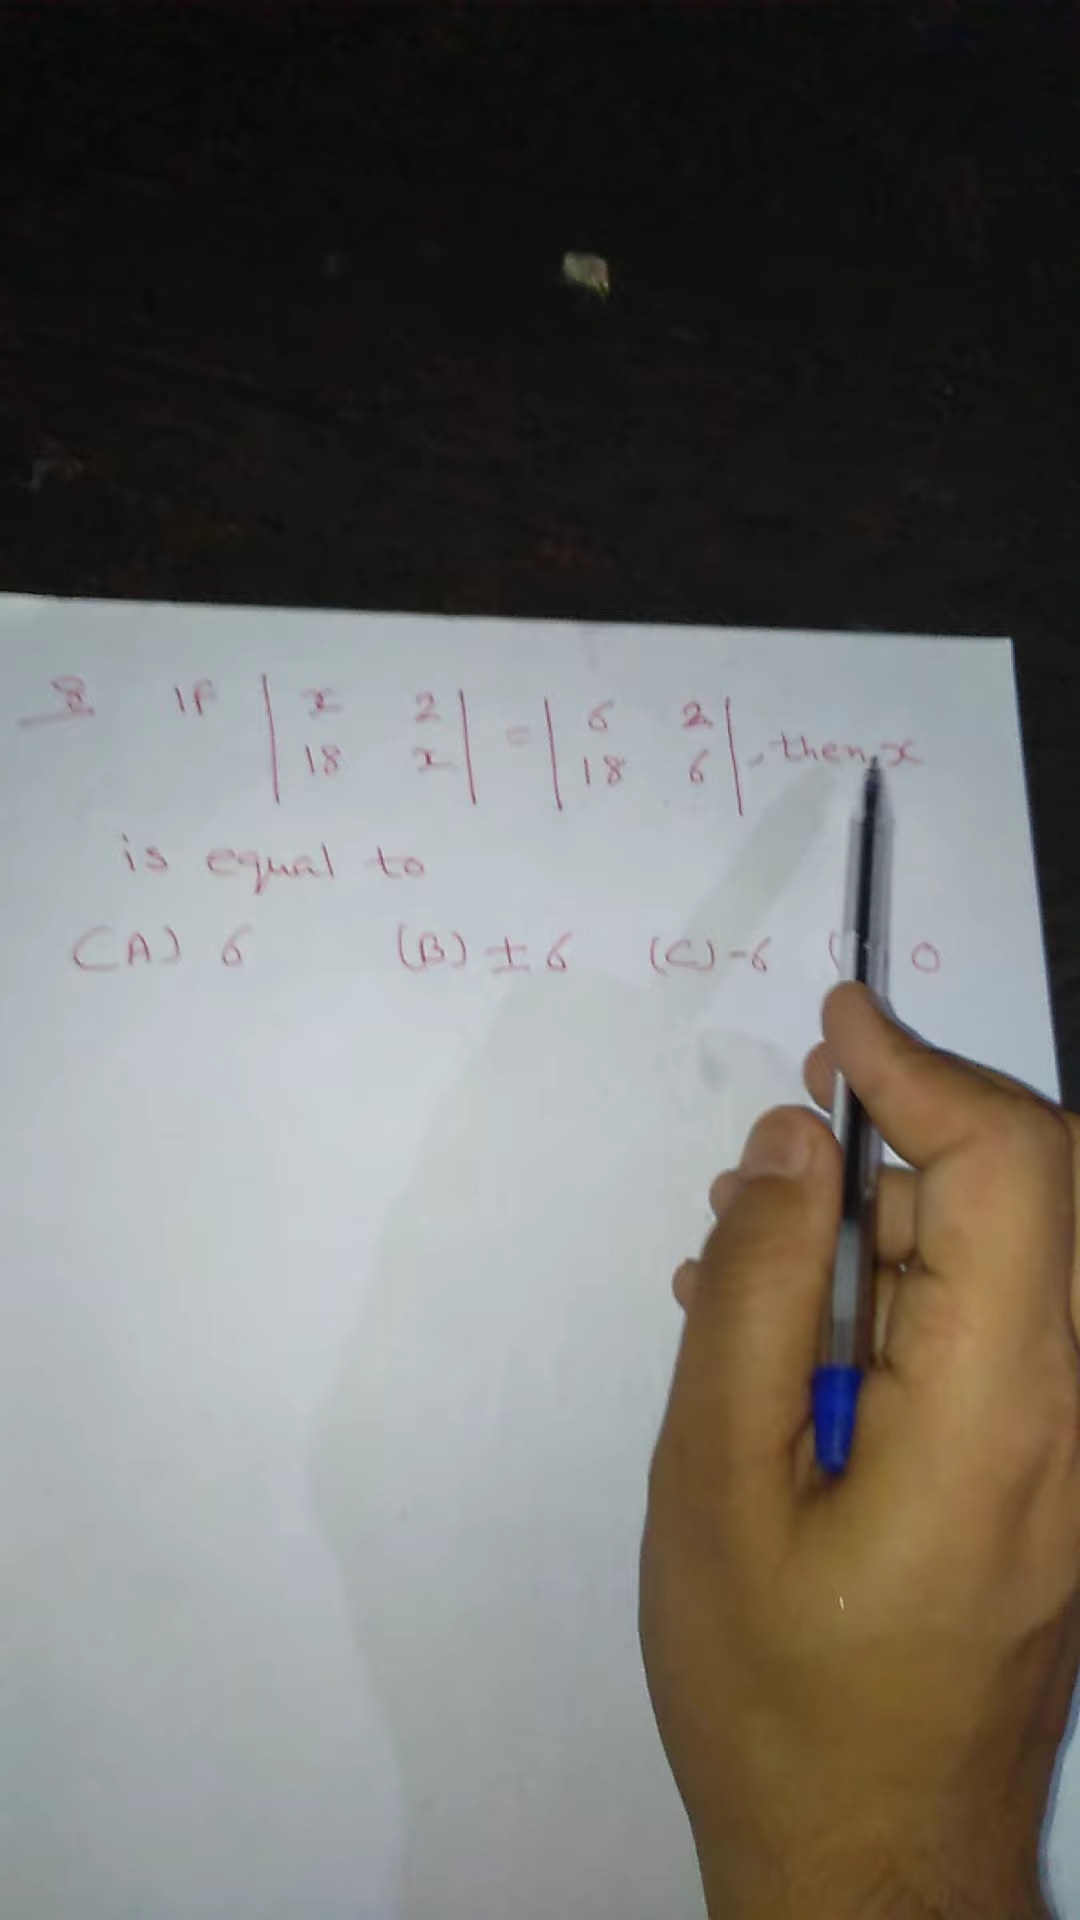 8 IF | x 2 | = | 6 2 |, then x
| 18 x | | 18 6 |
is equal to
(A) 6 (B) ± 6 (C) -6 ( 0